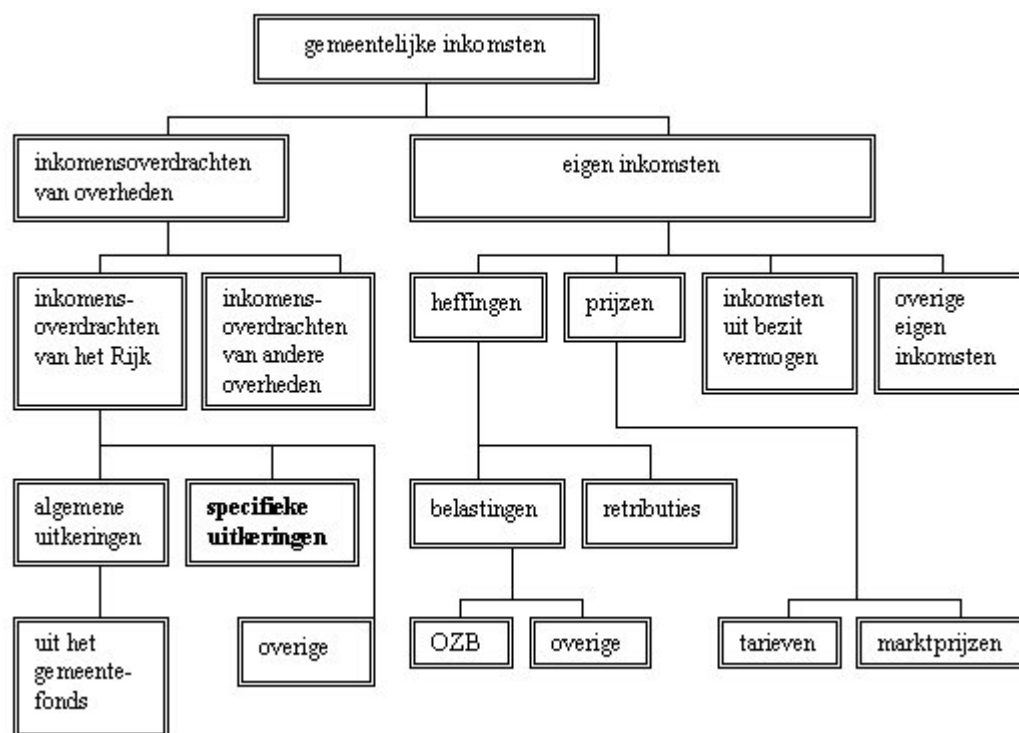 gemeentelijke inkomsten
inkomensoverdrachten
van overheden
eigen inkomsten
inkomens-
overdrachten
van het Rijk
inkomens-
overdrachten
van andere
overheden
heffingen
prijzen
inkomsten
uit bezit
vermogen
overige
eigen
inkomsten
algemene
uitkeringen
specifieke
uitkeringen
belastingen
retributies
uit het
gemeente-
fonds
overige
OZB
overige
tarieven
marktprijzen